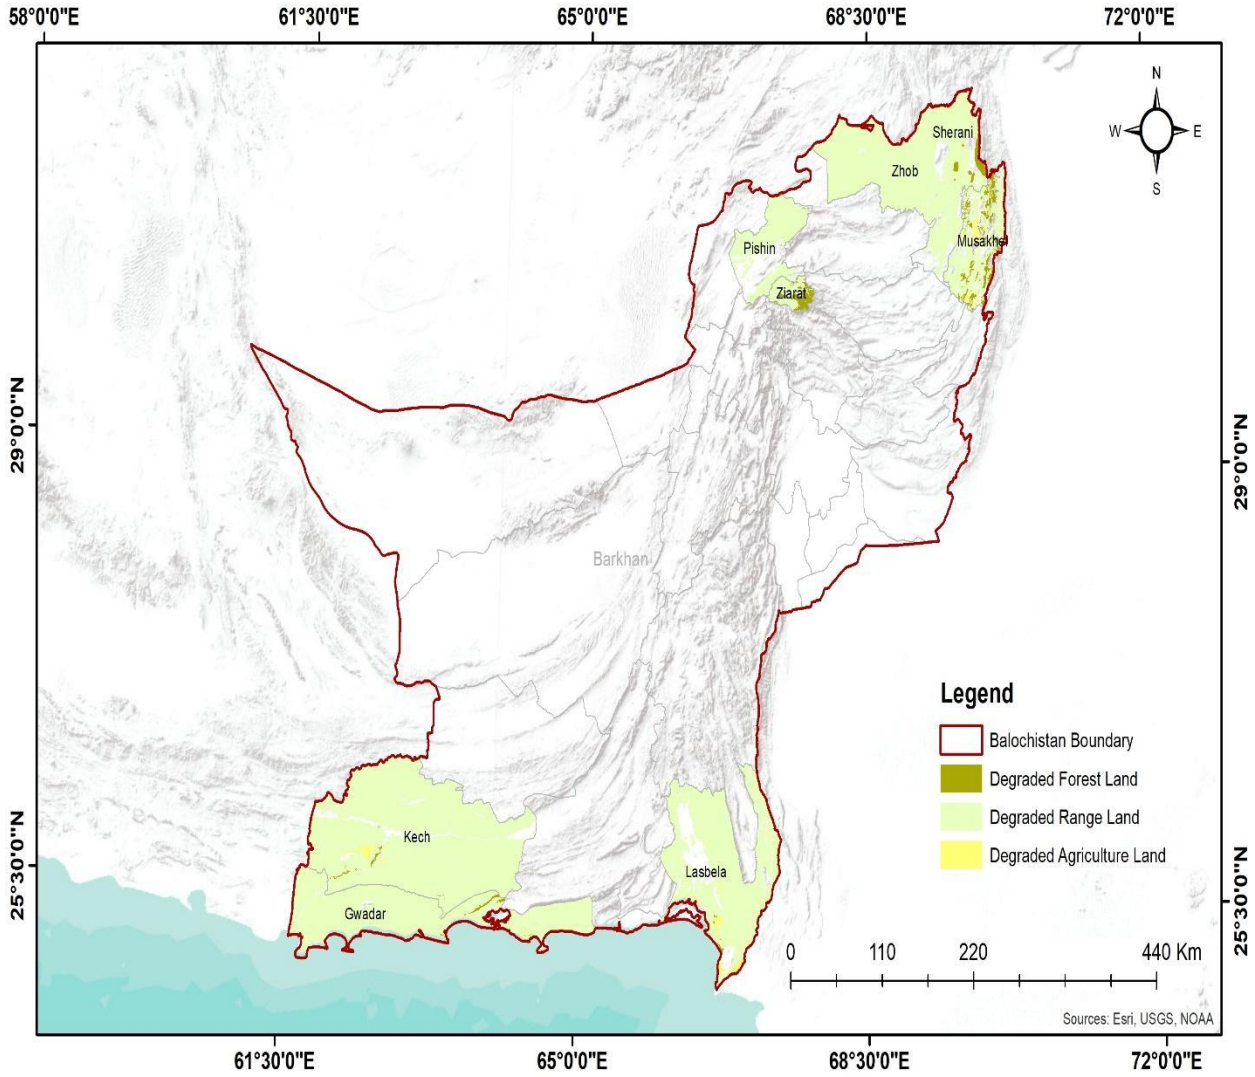 58°0'0"E 61°30'0"E 65°0'0"E 68°30'0"E 72°0'0"E
N
W E
S
Sherani
Zhob
Pishin
Musakhel
Ziarat
29°0'0"N
29°0'0"N
Barkhan
Legend
Balochistan Boundary
Degraded Forest Land
Degraded Range Land
Degraded Agriculture Land
Kech
Lasbela
Gwadar
25°30'0"N
25°30'0"N
0 110 220 440 Km
Sources: Esri, USGS, NOAA
61°30'0"E 65°0'0"E 68°30'0"E 72°0'0"E